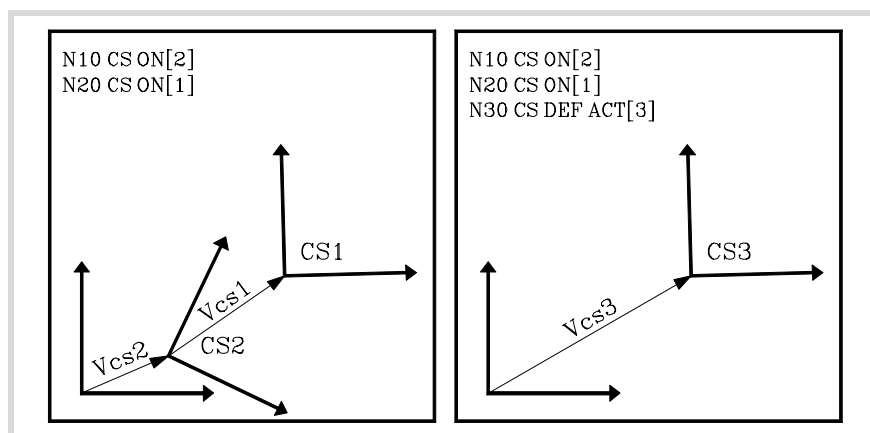 N10 CS ON[2]
N20 CS ON[1]
CS1
Vcs1
CS2
Vcs2
N10 CS ON[2]
N20 CS ON[1]
N30 CS DEF ACT[3]
CS3
Vcs3